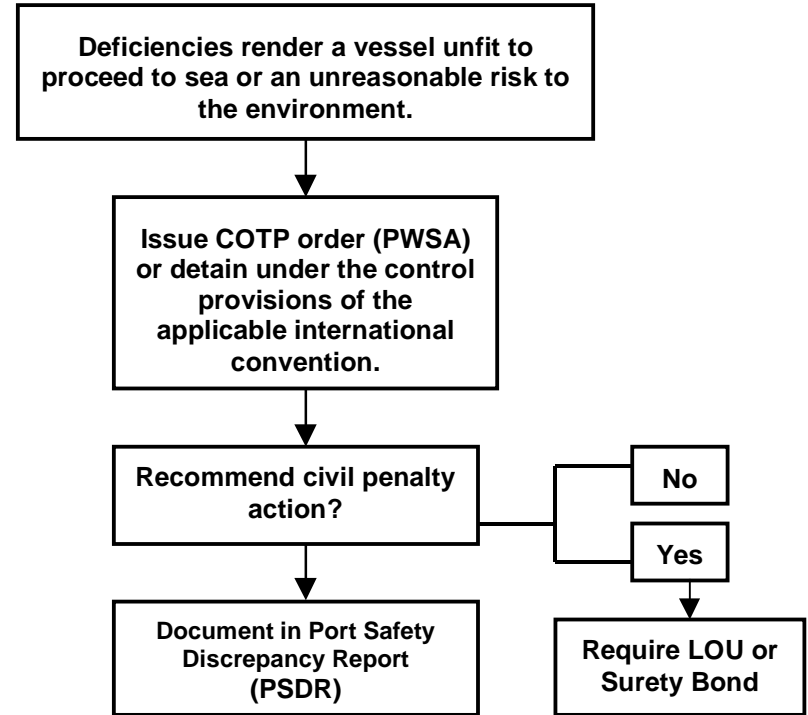 Deficiencies render a vessel unfit to
proceed to sea or an unreasonable risk to
the environment.
Issue COTP order (PWSA)
or detain under the control
provisions of the
applicable international
convention.
Recommend civil penalty
action?
No
Yes
Document in Port Safety
Discrepancy Report
(PSDR)
Require LOU or
Surety Bond